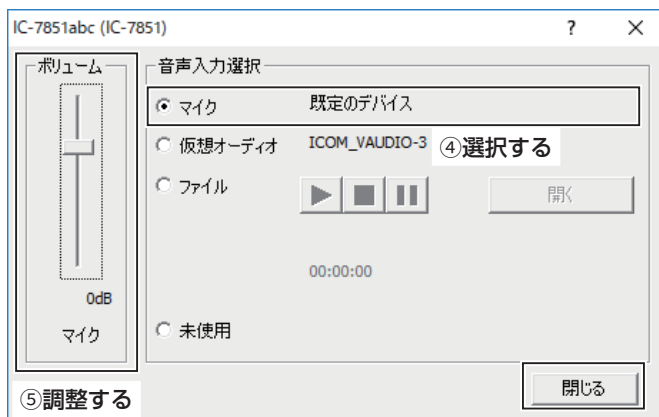 IC-7851abc (IC-7851)
ボリューム
音声入力選択
マイク 既定のデバイス
仮想オーディオ ICOM_VAUDIO-3
④選択する
ファイル 開く
00:00:00
0dB
マイク
未使用
⑤調整する
閉じる